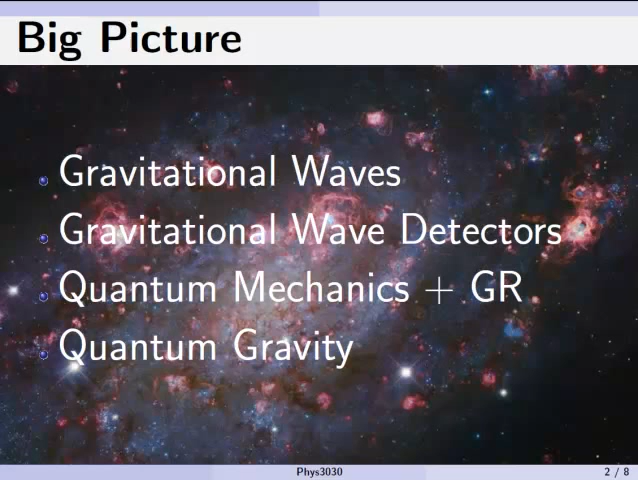 Big Picture
Gravitational Waves
Gravitational Wave Detectors
Quantum Mechanics + GR
Quantum Gravity
Phys3030
2 / 8